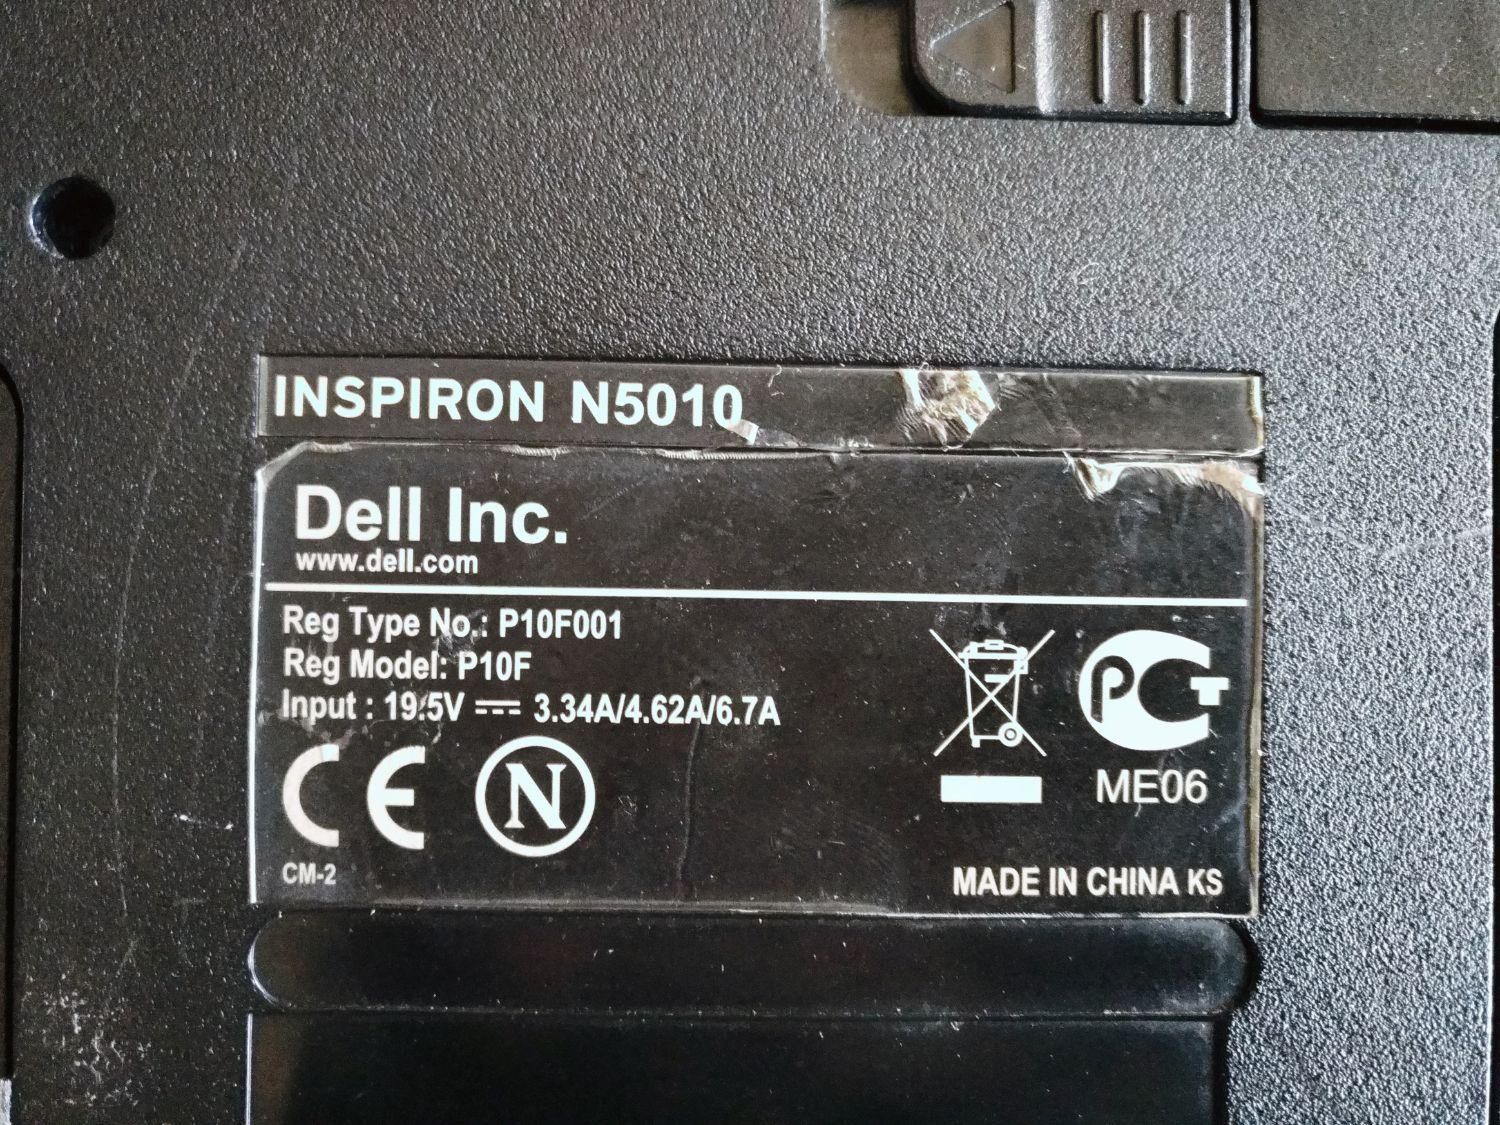 INSPIRON N5010
Dell Inc.
www.dell.com
Reg Type No.: P10F001
Reg Model: P10F
Input : 19.5V ⎓ 3.34A/4.62A/6.7A
CE N
PCT
ME06
CM-2
MADE IN CHINA KS